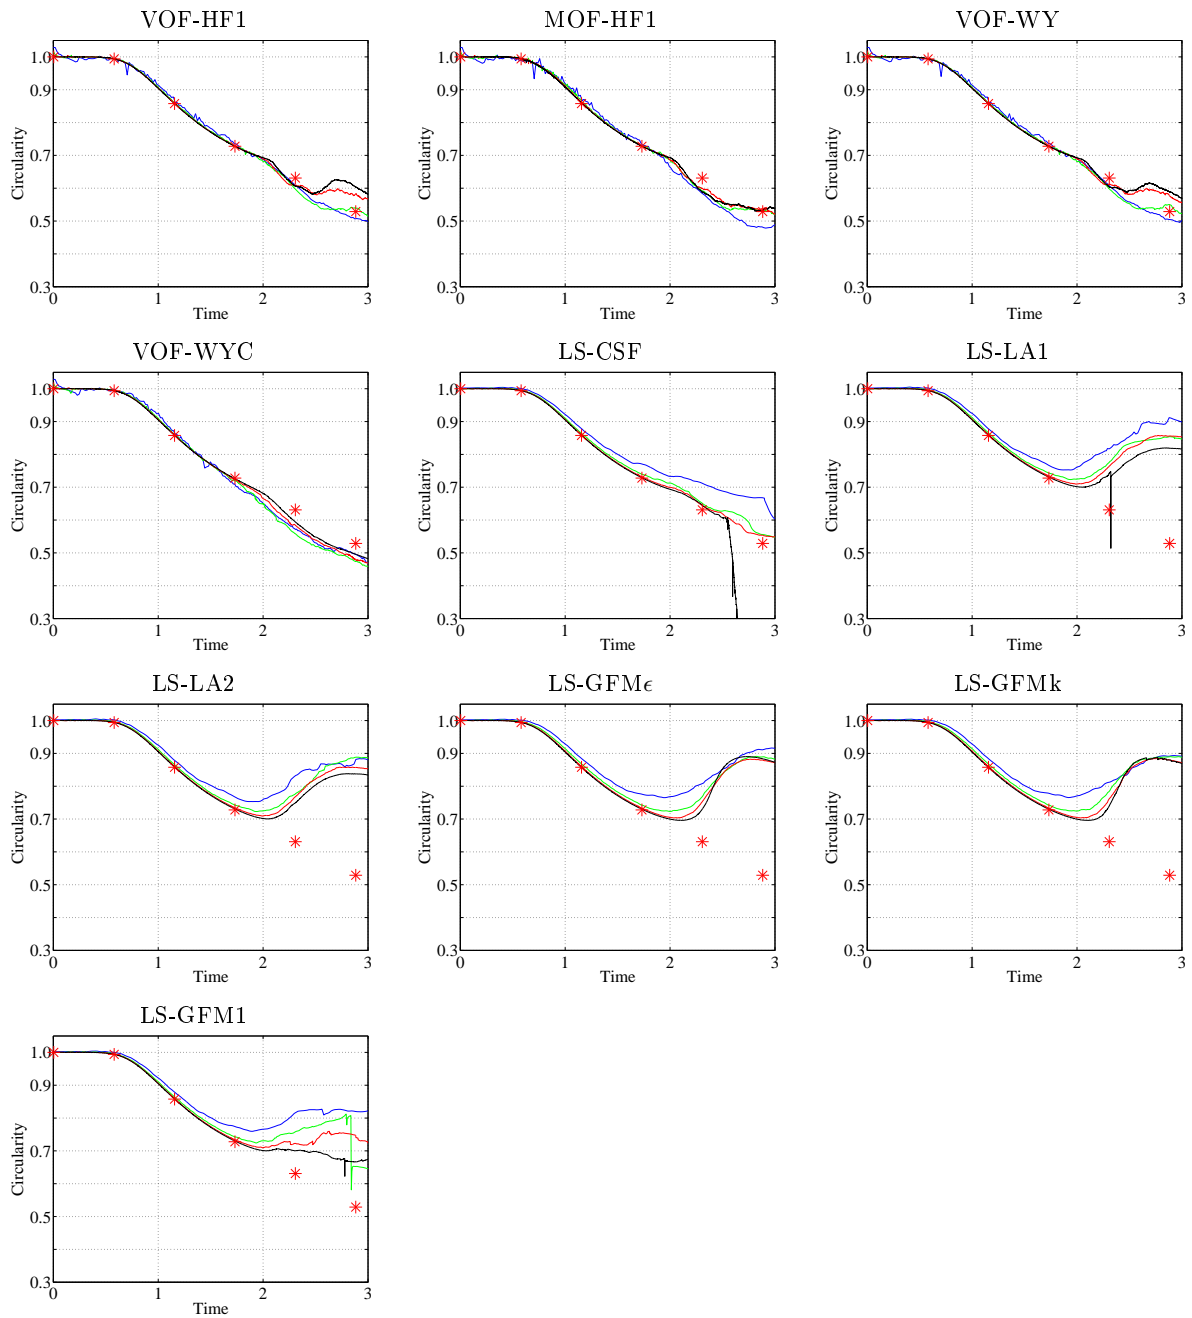 VOF-HF1
MOF-HF1
VOF-WY
Circularity
1.0
0.9
0.7
0.5
0.3
0 1 2 3
Time
Circularity
1.0
0.9
0.7
0.5
0.3
0 1 2 3
Time
Circularity
1.0
0.9
0.7
0.5
0.3
0 1 2 3
Time
VOF-WYC
LS-CSF
LS-LA1
Circularity
1.0
0.9
0.7
0.5
0.3
0 1 2 3
Time
Circularity
1.0
0.9
0.7
0.5
0.3
0 1 2 3
Time
Circularity
1.0
0.9
0.7
0.5
0.3
0 1 2 3
Time
LS-LA2
LS-GFMϵ
LS-GFMk
Circularity
1.0
0.9
0.7
0.5
0.3
0 1 2 3
Time
Circularity
1.0
0.9
0.7
0.5
0.3
0 1 2 3
Time
Circularity
1.0
0.9
0.7
0.5
0.3
0 1 2 3
Time
LS-GFM1
Circularity
1.0
0.9
0.7
0.5
0.3
0 1 2 3
Time